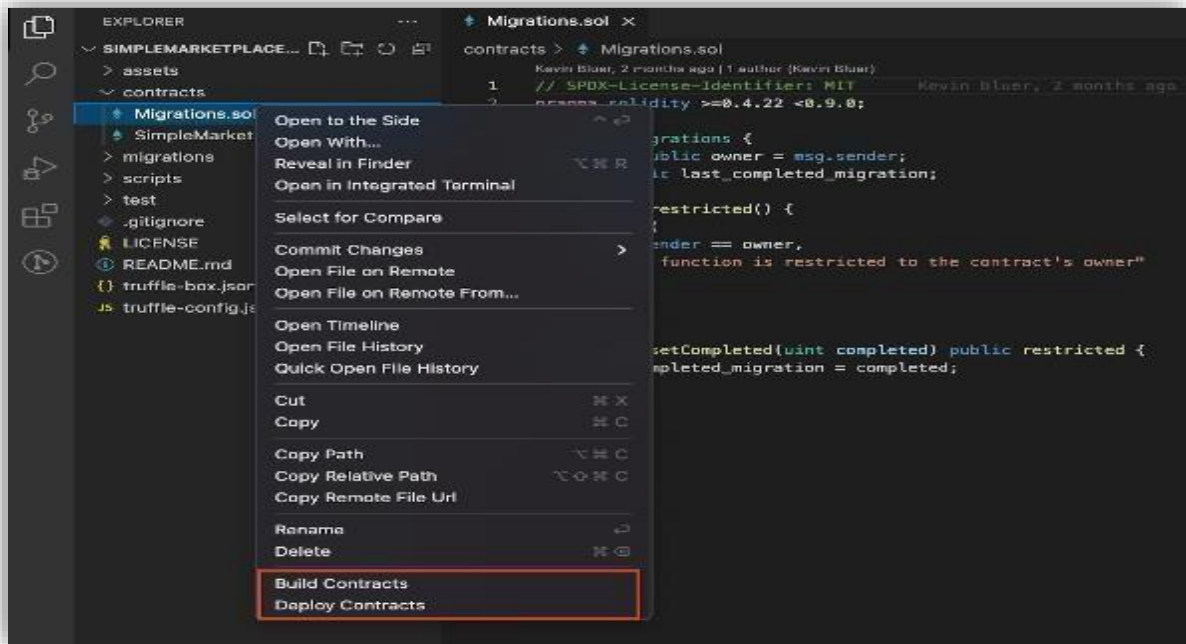 EXPLORER
SIMPLEMARKETPLACE...
> assets
contracts
Migrations.sol
SimpleMarket
> migrations
> scripts
> test
.gitignore
LICENSE
README.md
{} truffle-box.json
JS truffle-config.js
Open to the Side
Open With...
Reveal in Finder ⌥⌘R
Open in Integrated Terminal
Select for Compare
Commit Changes >
Open File on Remote
Open File on Remote From...
Open Timeline
Open File History
Quick Open File History
Cut ⌘X
Copy ⌘C
Copy Path ⌥⌘C
Copy Relative Path ⌥⇧⌘C
Copy Remote File Url
Rename
Delete
Build Contracts
Deploy Contracts
Migrations.sol ×
contracts > Migrations.sol
Kevin Bluer, 2 months ago | 1 author (Kevin Bluer)
1 // SPDX-License-Identifier: MIT Kevin Bluer, 2 months ago
2 pragma solidity >=0.4.22 <0.9.0;
grations {
ublic owner = msg.sender;
ic last_completed_migration;
estricted() {
ender == owner,
function is restricted to the contract's owner"
setCompleted(uint completed) public restricted {
mpleted_migration = completed;